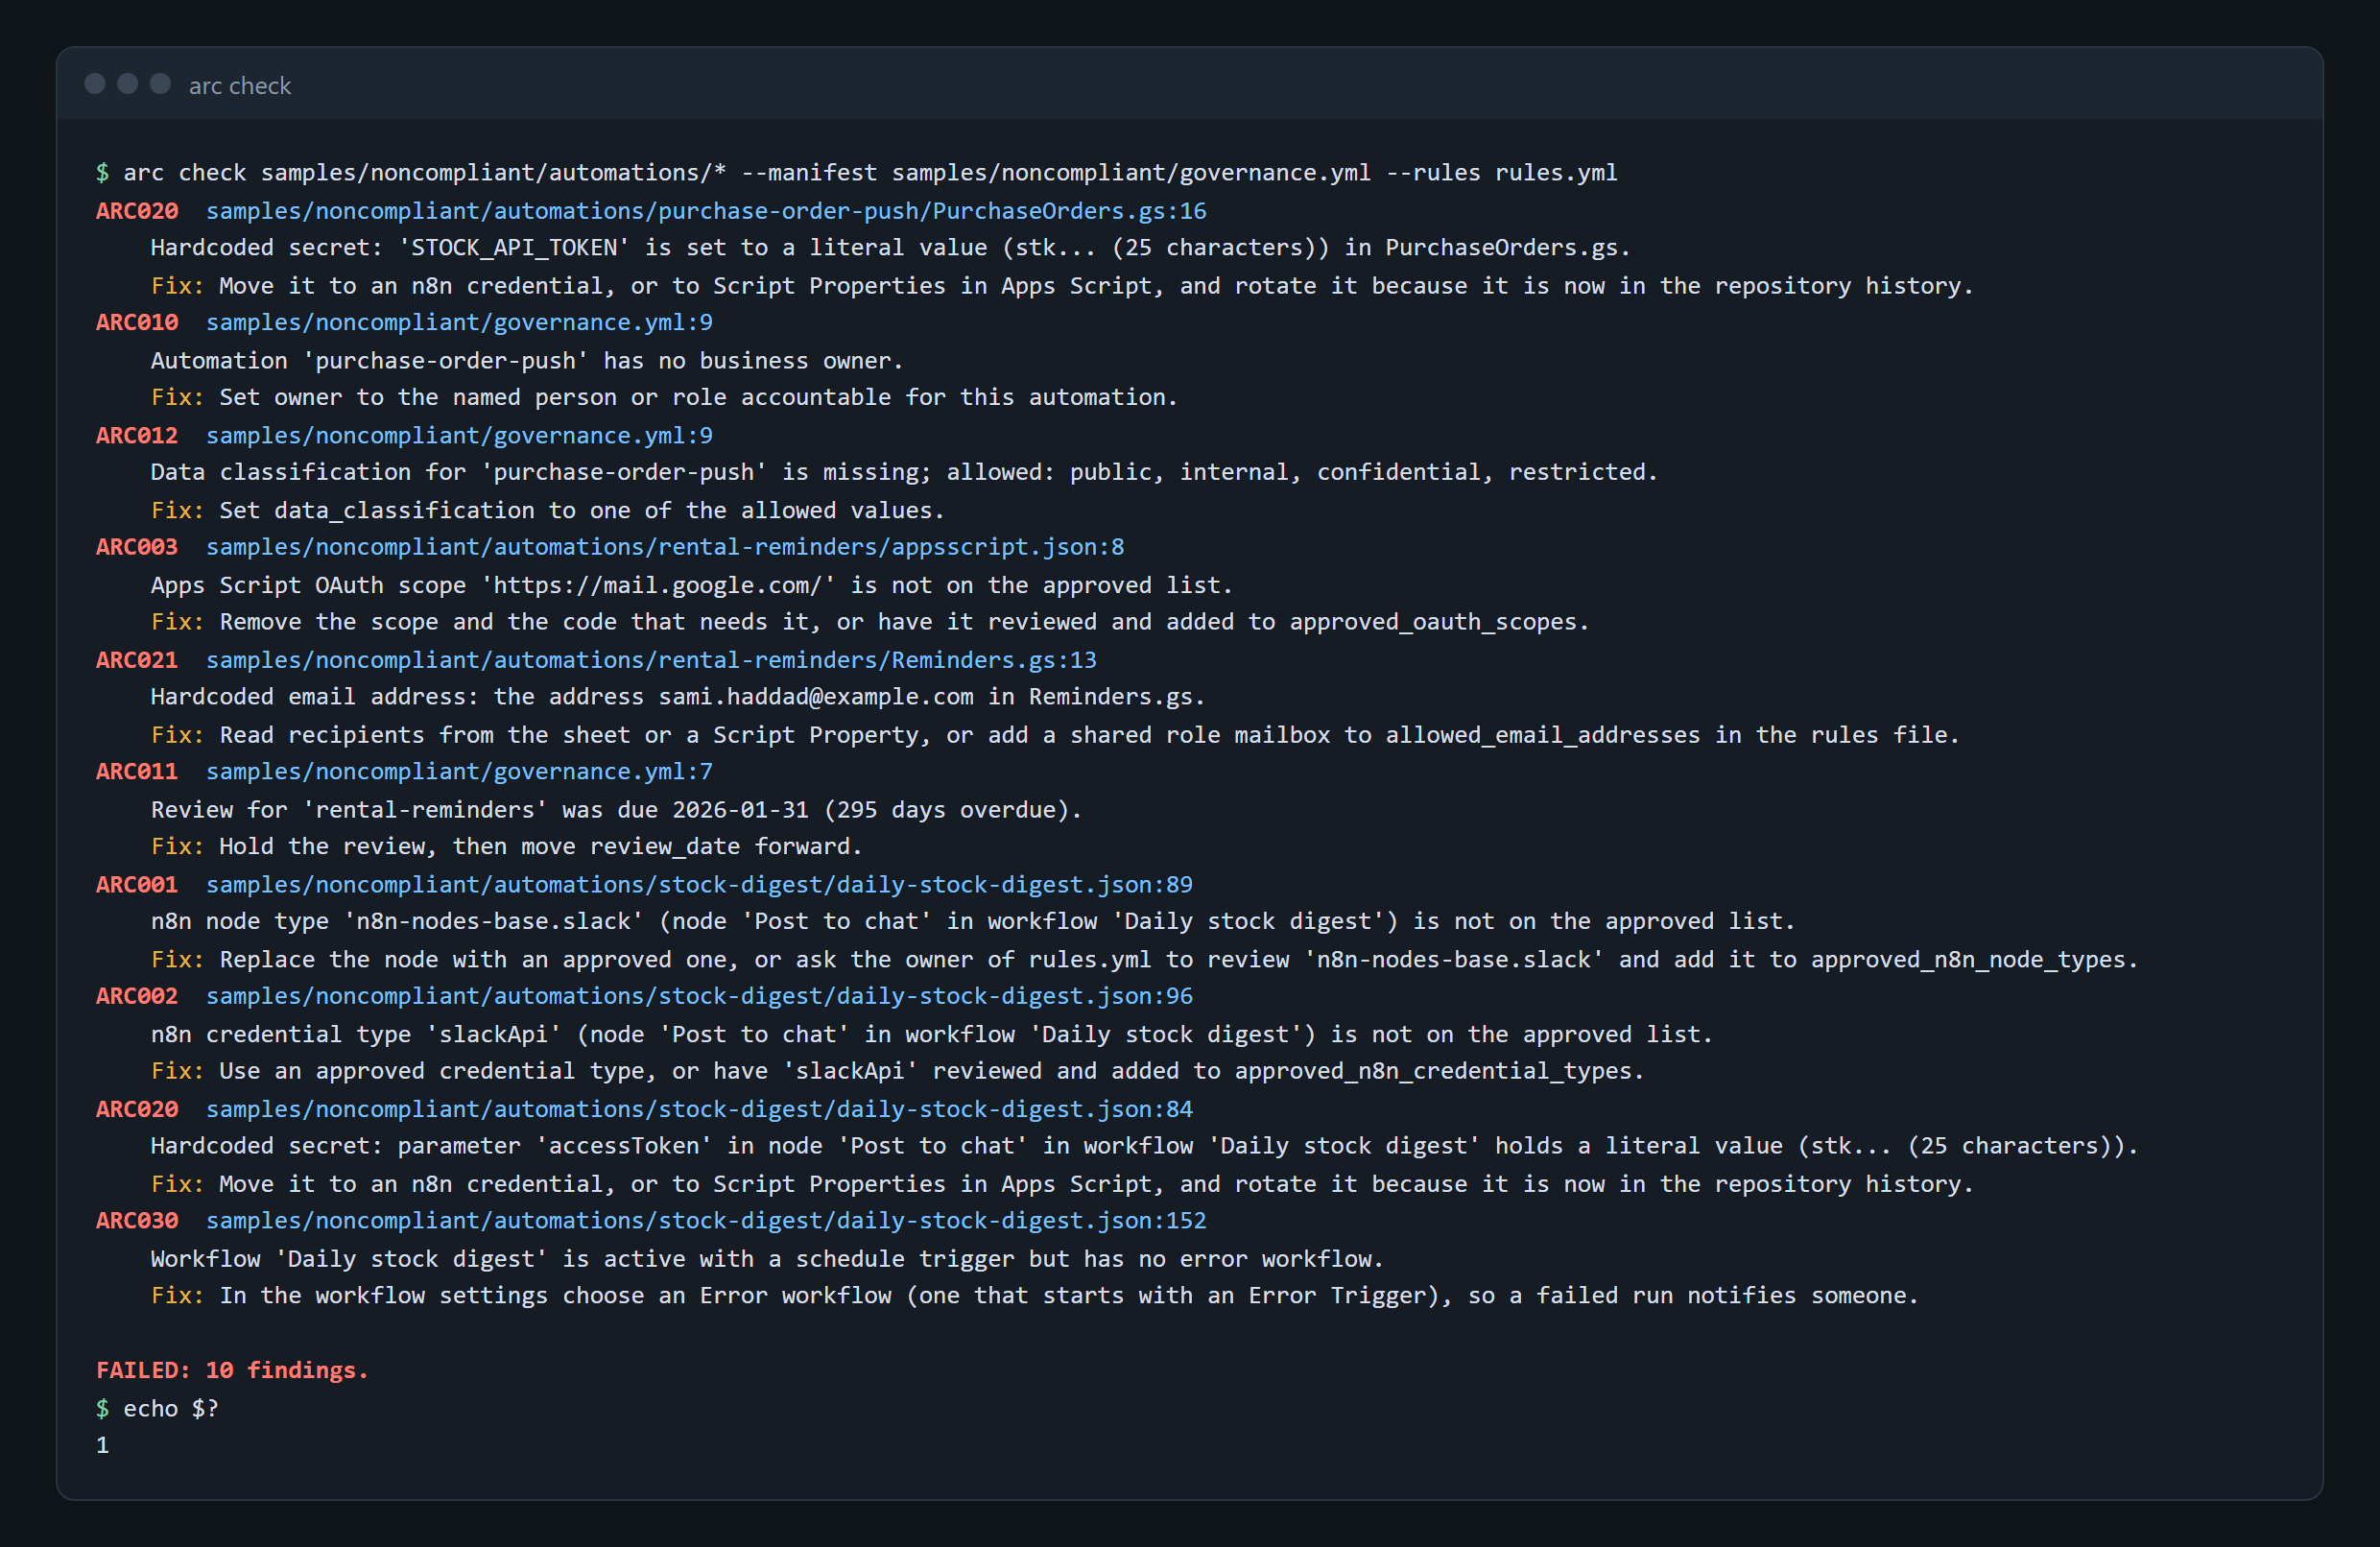 arc check
$ arc check samples/noncompliant/automations/* --manifest samples/noncompliant/governance.yml --rules rules.yml
ARC020  samples/noncompliant/automations/purchase-order-push/PurchaseOrders.gs:16
Hardcoded secret: 'STOCK_API_TOKEN' is set to a literal value (stk... (25 characters)) in PurchaseOrders.gs.
Fix: Move it to an n8n credential, or to Script Properties in Apps Script, and rotate it because it is now in the repository history.
ARC010  samples/noncompliant/governance.yml:9
Automation 'purchase-order-push' has no business owner.
Fix: Set owner to the named person or role accountable for this automation.
ARC012  samples/noncompliant/governance.yml:9
Data classification for 'purchase-order-push' is missing; allowed: public, internal, confidential, restricted.
Fix: Set data_classification to one of the allowed values.
ARC003  samples/noncompliant/automations/rental-reminders/appsscript.json:8
Apps Script OAuth scope 'https://mail.google.com/' is not on the approved list.
Fix: Remove the scope and the code that needs it, or have it reviewed and added to approved_oauth_scopes.
ARC021  samples/noncompliant/automations/rental-reminders/Reminders.gs:13
Hardcoded email address: the address sami.haddad@example.com in Reminders.gs.
Fix: Read recipients from the sheet or a Script Property, or add a shared role mailbox to allowed_email_addresses in the rules file.
ARC011  samples/noncompliant/governance.yml:7
Review for 'rental-reminders' was due 2026-01-31 (295 days overdue).
Fix: Hold the review, then move review_date forward.
ARC001  samples/noncompliant/automations/stock-digest/daily-stock-digest.json:89
n8n node type 'n8n-nodes-base.slack' (node 'Post to chat' in workflow 'Daily stock digest') is not on the approved list.
Fix: Replace the node with an approved one, or ask the owner of rules.yml to review 'n8n-nodes-base.slack' and add it to approved_n8n_node_types.
ARC002  samples/noncompliant/automations/stock-digest/daily-stock-digest.json:96
n8n credential type 'slackApi' (node 'Post to chat' in workflow 'Daily stock digest') is not on the approved list.
Fix: Use an approved credential type, or have 'slackApi' reviewed and added to approved_n8n_credential_types.
ARC020  samples/noncompliant/automations/stock-digest/daily-stock-digest.json:84
Hardcoded secret: parameter 'accessToken' in node 'Post to chat' in workflow 'Daily stock digest' holds a literal value (stk... (25 characters)).
Fix: Move it to an n8n credential, or to Script Properties in Apps Script, and rotate it because it is now in the repository history.
ARC030  samples/noncompliant/automations/stock-digest/daily-stock-digest.json:152
Workflow 'Daily stock digest' is active with a schedule trigger but has no error workflow.
Fix: In the workflow settings choose an Error workflow (one that starts with an Error Trigger), so a failed run notifies someone.
FAILED: 10 findings.
$ echo $?
1